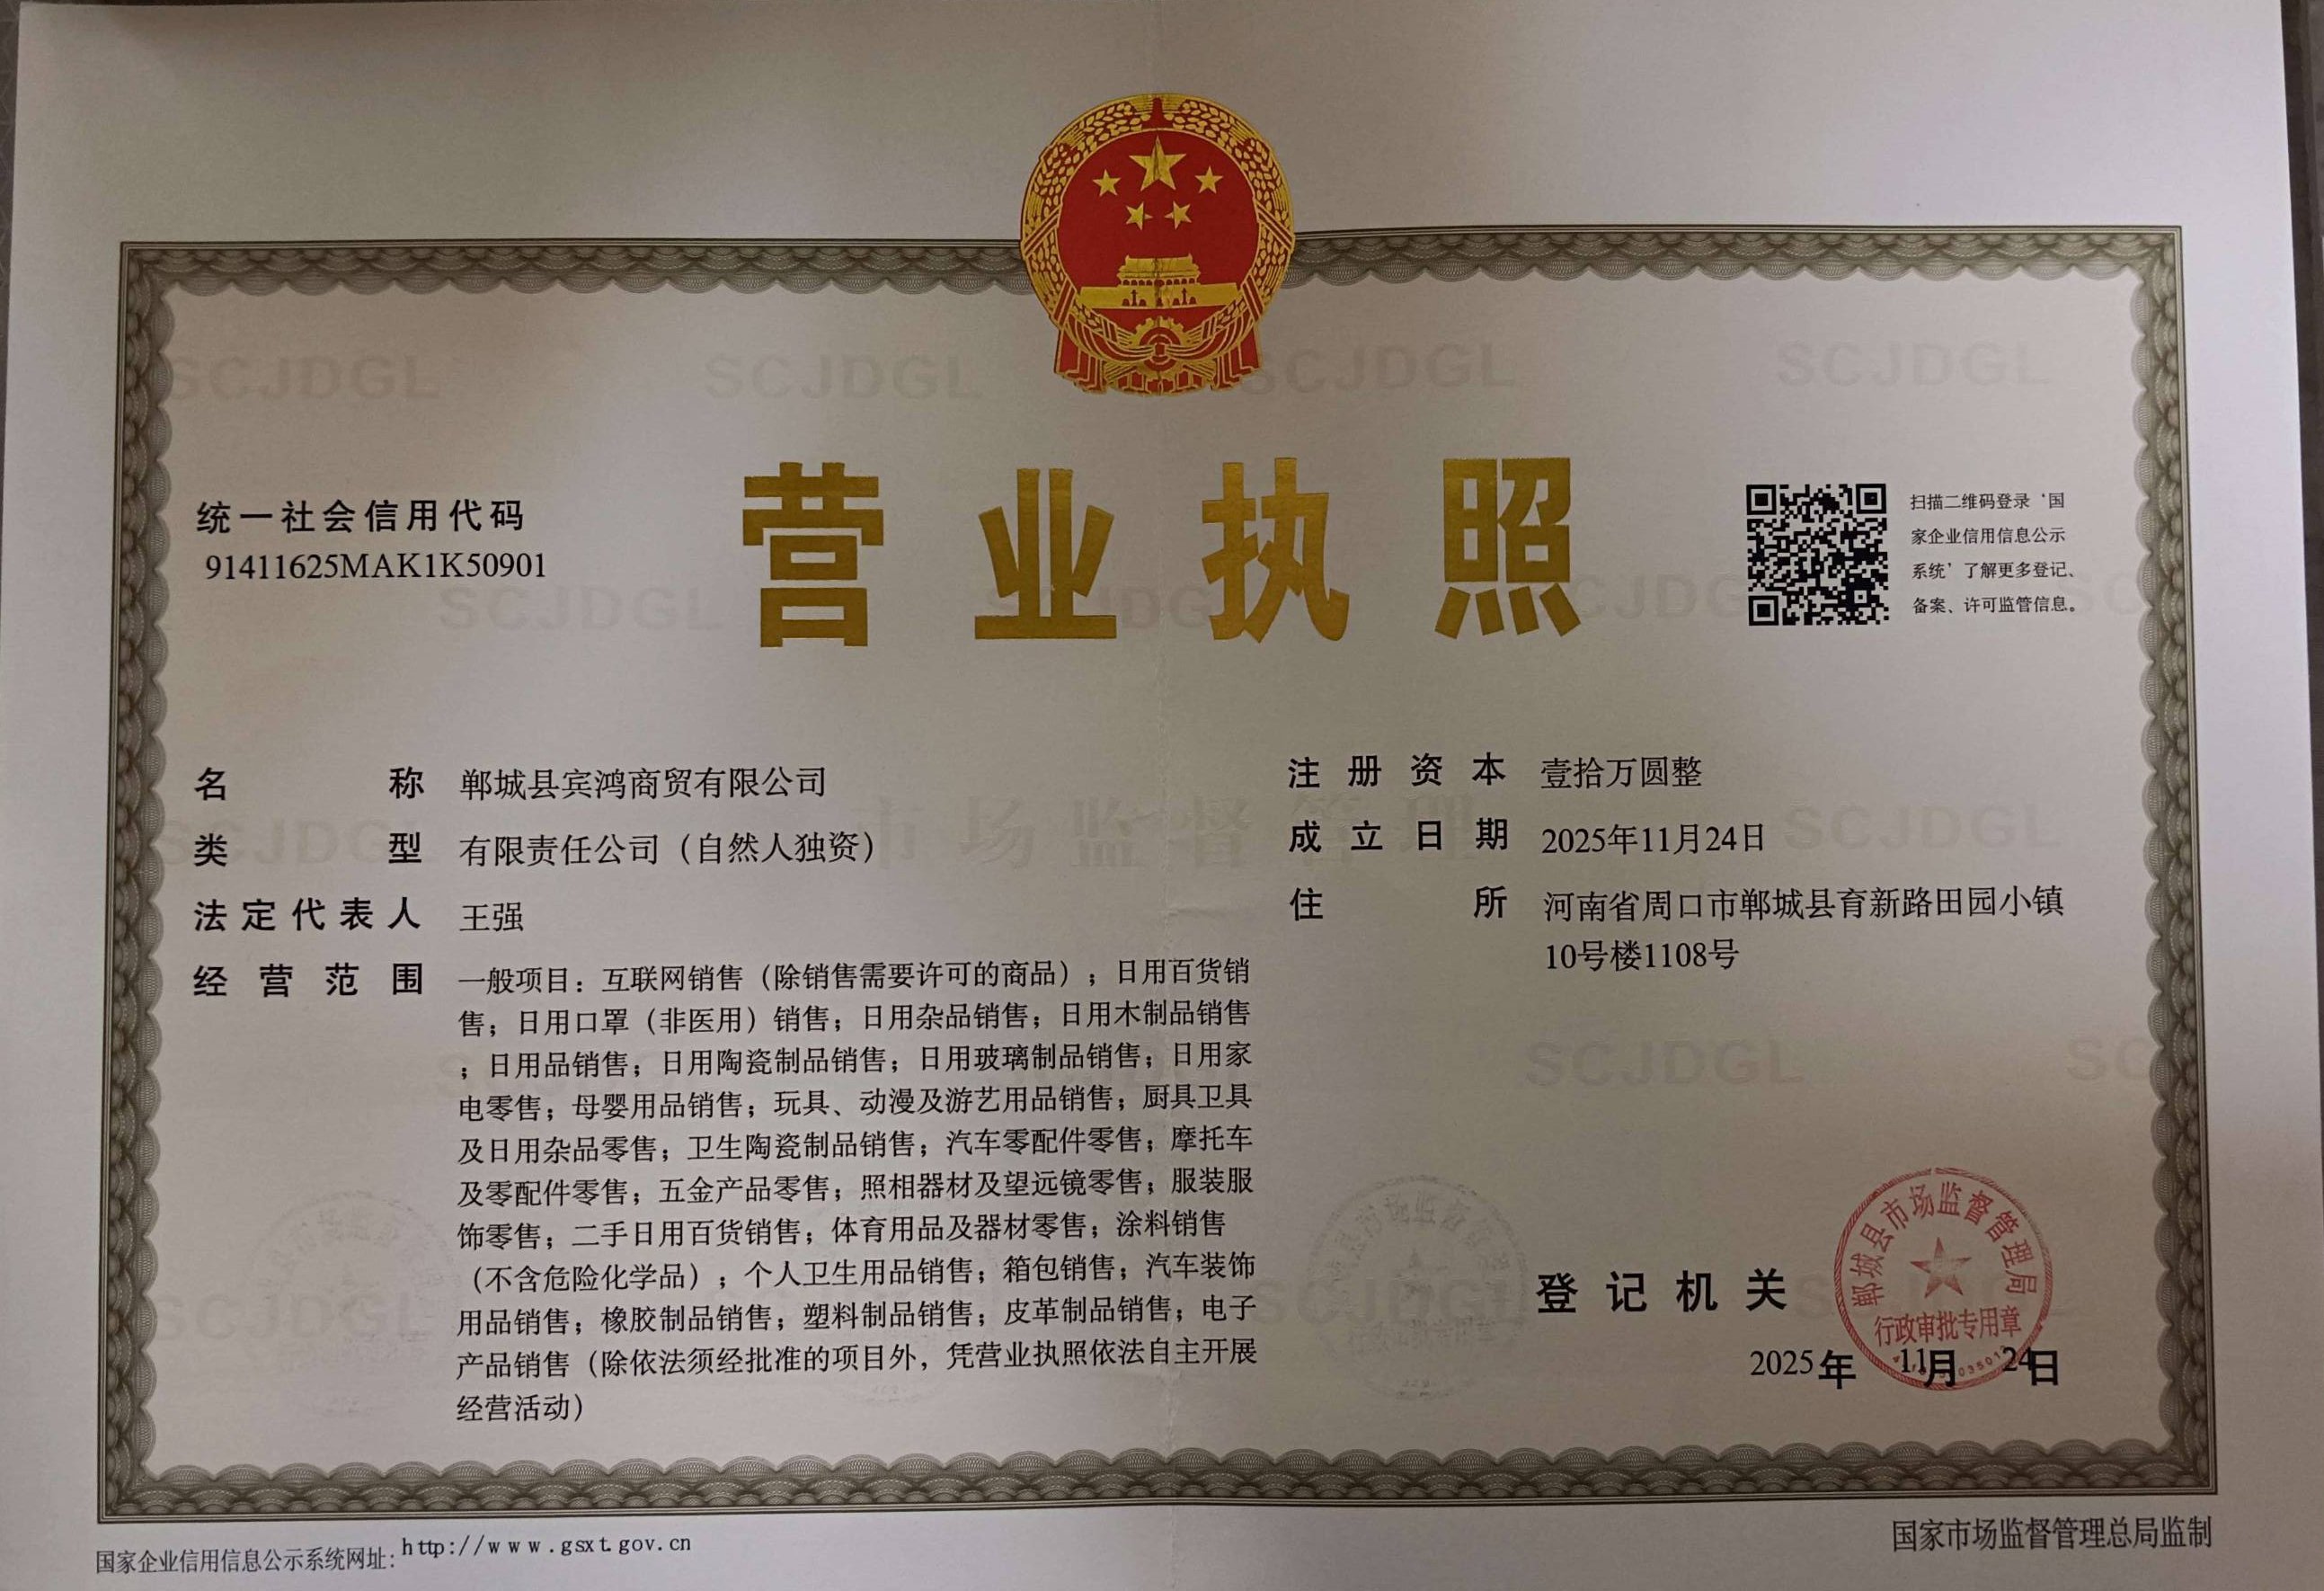 营业执照
统一社会信用代码
91411625MAK1K50901
扫描二维码登录‘国
家企业信用信息公示
系统’了解更多登记、
备案、许可监管信息。
名称 郸城县宾鸿商贸有限公司
类型 有限责任公司（自然人独资）
法定代表人 王强
经营范围 一般项目：互联网销售（除销售需要许可的商品）；日用百货销
售；日用口罩（非医用）销售；日用杂品销售；日用木制品销售
；日用品销售；日用陶瓷制品销售；日用玻璃制品销售；日用家
电零售；母婴用品销售；玩具、动漫及游艺用品销售；厨具卫具
及日用杂品零售；卫生陶瓷制品销售；汽车零配件零售；摩托车
及零配件零售；五金产品零售；照相器材及望远镜零售；服装服
饰零售；二手日用百货销售；体育用品及器材零售；涂料销售
（不含危险化学品）；个人卫生用品销售；箱包销售；汽车装饰
用品销售；橡胶制品销售；塑料制品销售；皮革制品销售；电子
产品销售（除依法须经批准的项目外，凭营业执照依法自主开展
经营活动）
注册资本 壹拾万圆整
成立日期 2025年11月24日
住所 河南省周口市郸城县育新路田园小镇
10号楼1108号
登记机关
郸城县市场监督管理局
行政审批专用章
2025年 11月 24日
国家企业信用信息公示系统网址: http://www.gsxt.gov.cn
国家市场监督管理总局监制
SCJDGL
市场监督管理